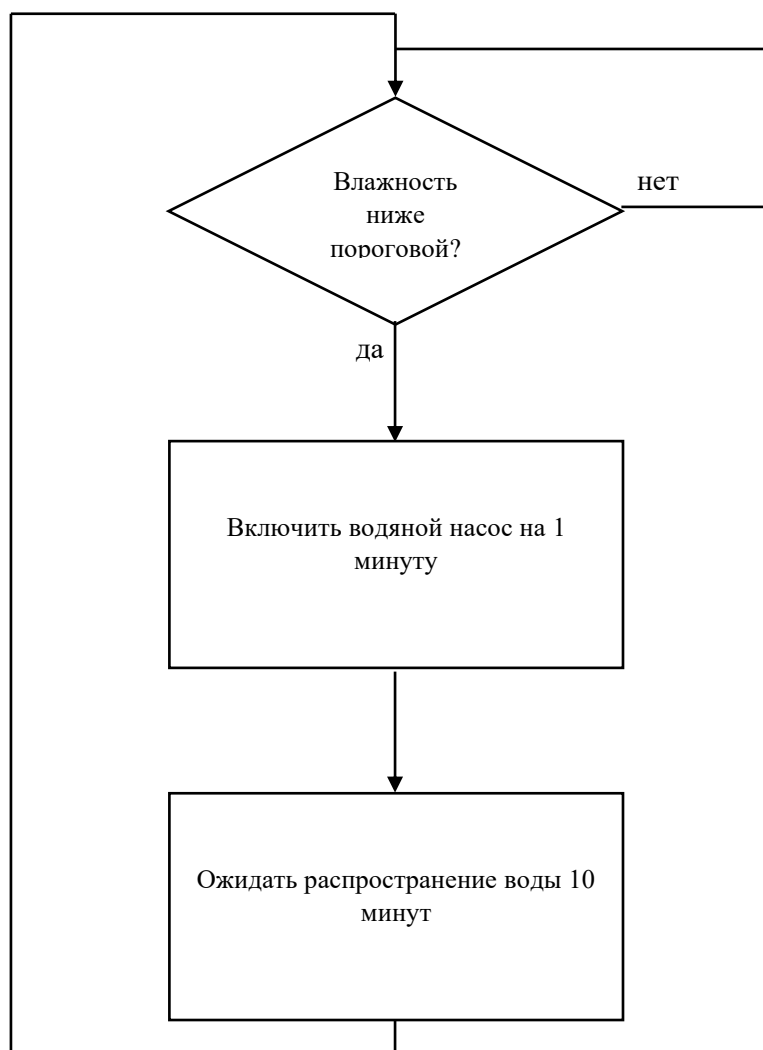 Влажность
ниже
пороговой?
нет
да
Включить водяной насос на 1
минуту
Ожидать распространение воды 10
минут